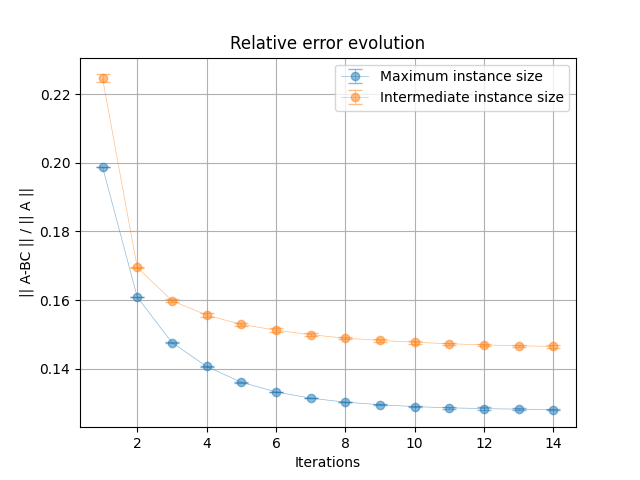 Relative error evolution
Maximum instance size
Intermediate instance size
|| A-BC || / || A ||
0.22
0.20
0.18
0.16
0.14
2 4 6 8 10 12 14
Iterations